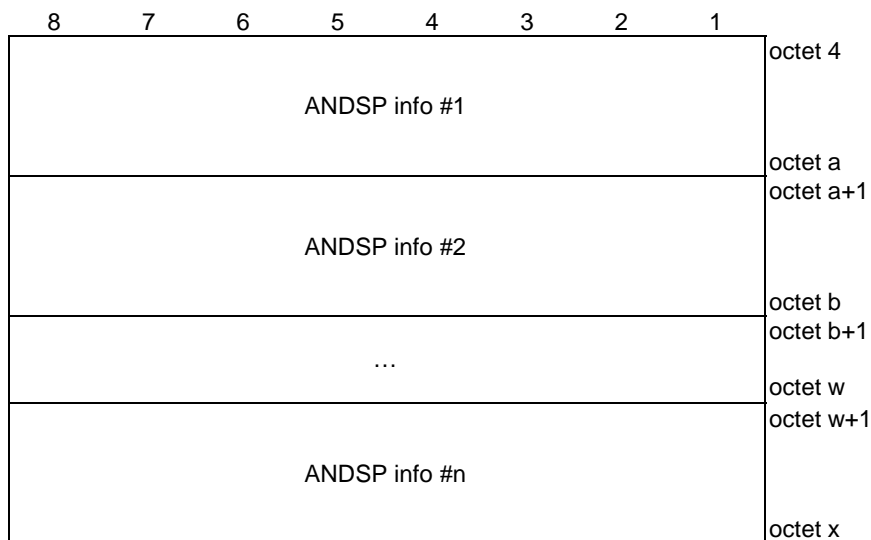 8 7 6 5 4 3 2 1
octet 4
ANDSP info #1
octet a
octet a+1
ANDSP info #2
octet b
octet b+1
…
octet w
octet w+1
ANDSP info #n
octet x